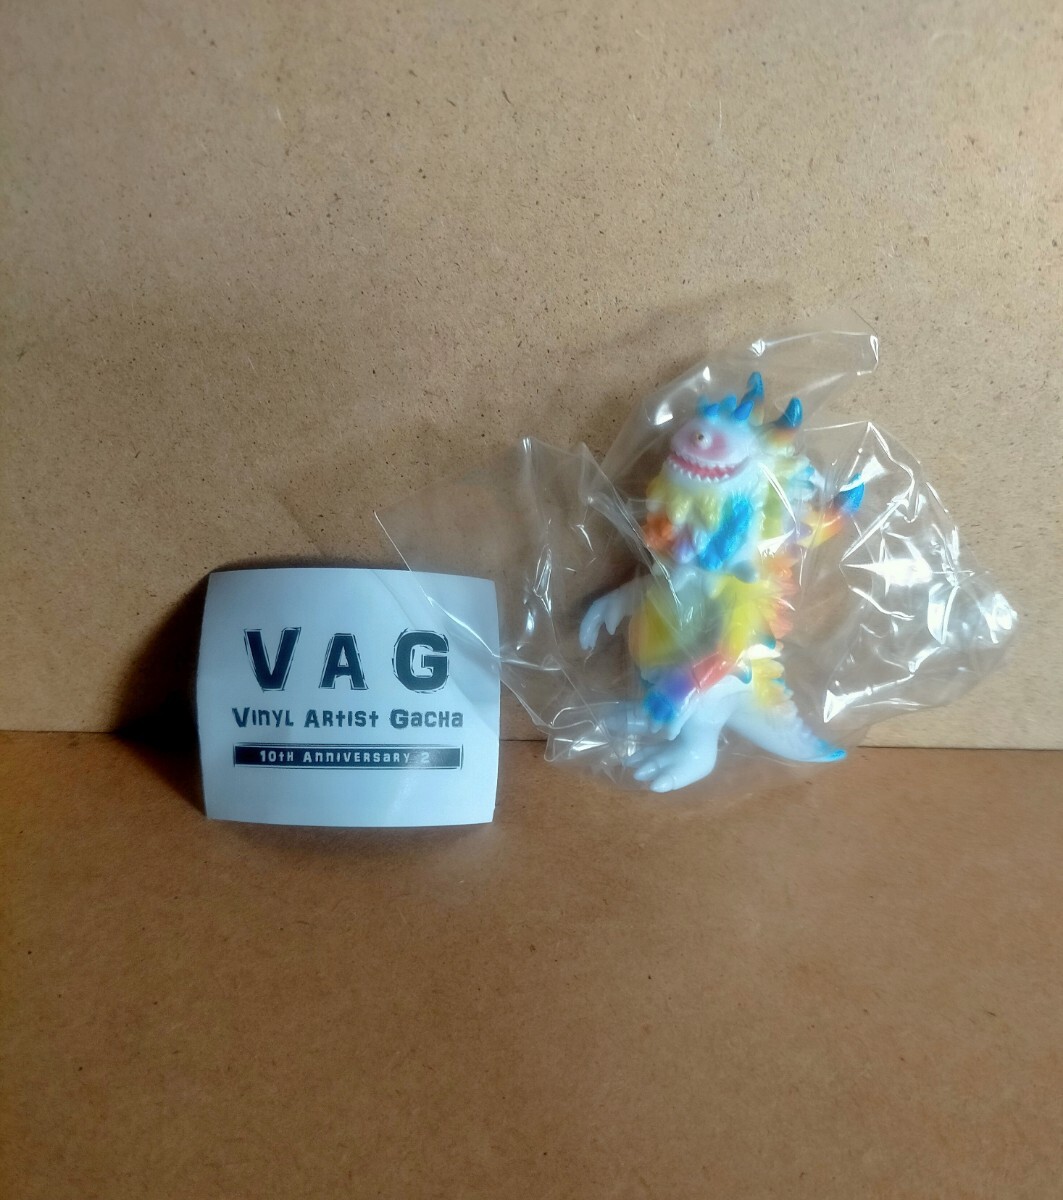 VAG
Vinyl Artist Gacha
10th Anniversary 2